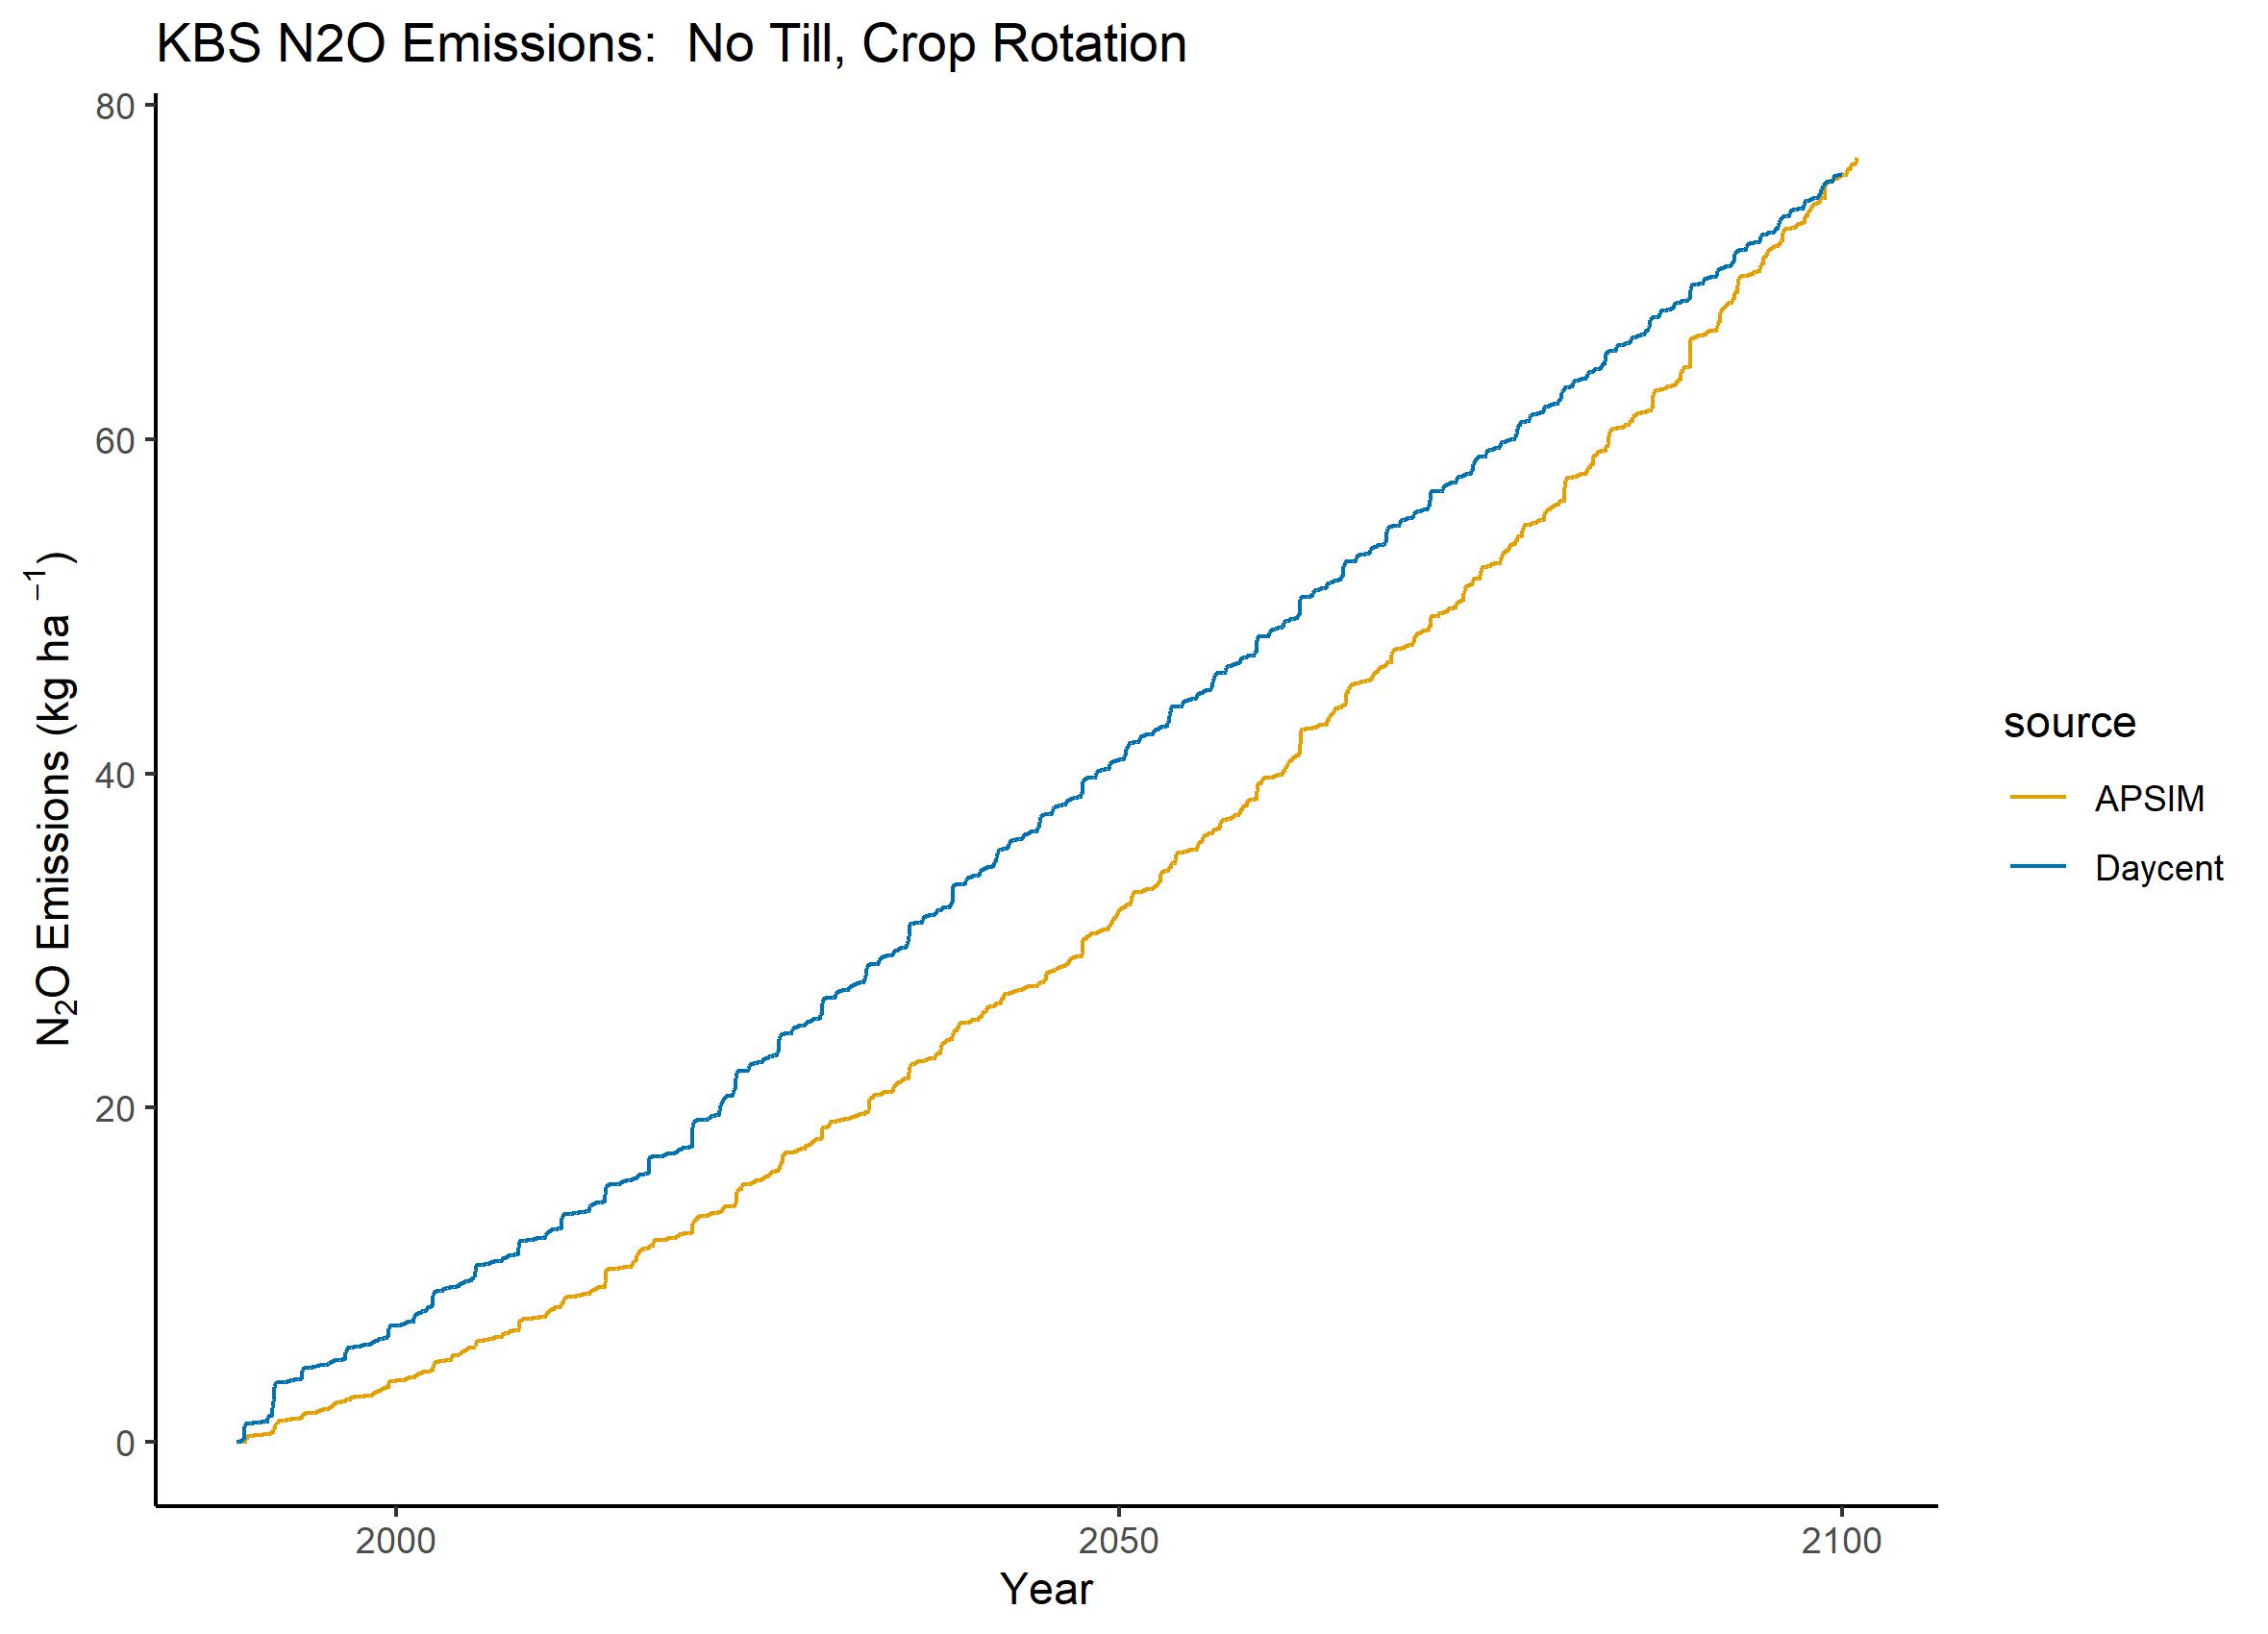 KBS N2O Emissions:  No Till, Crop Rotation
80
60
40
20
0
N₂O Emissions (kg ha ⁻¹)
2000 2050 2100
Year
source
APSIM
Daycent